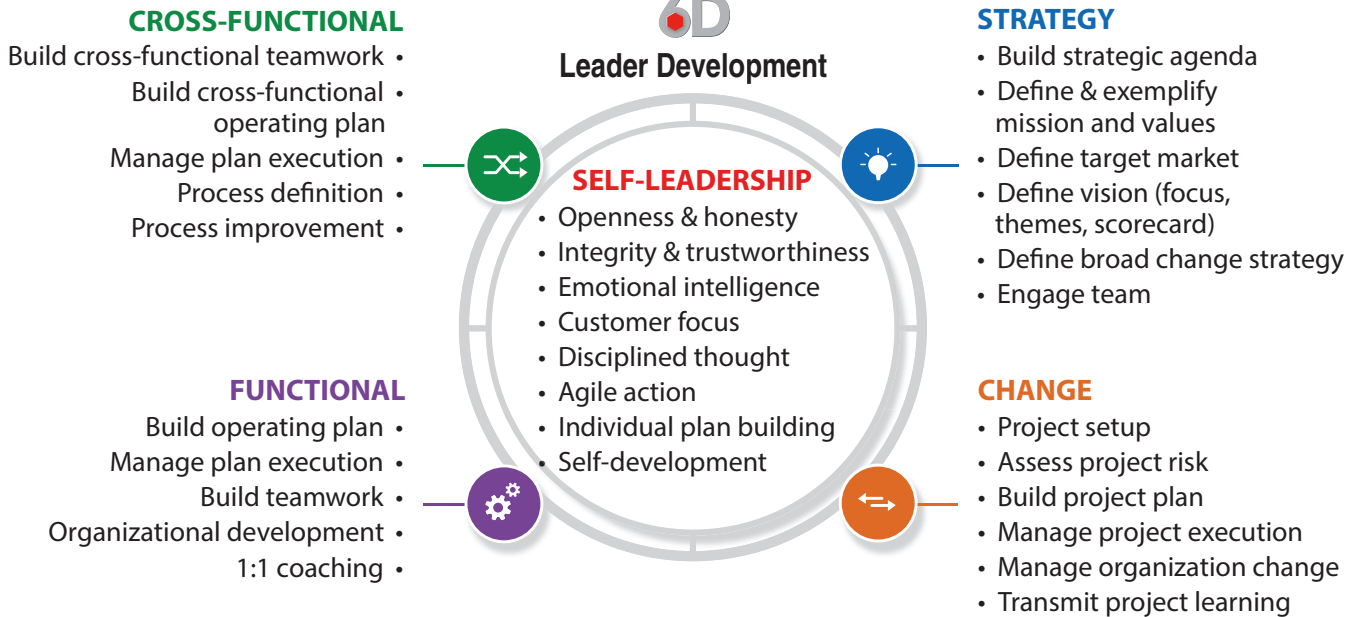 6D
Leader Development
CROSS-FUNCTIONAL
Build cross-functional teamwork •
Build cross-functional •
operating plan
Manage plan execution •
Process definition •
Process improvement •
STRATEGY
• Build strategic agenda
• Define & exemplify
mission and values
• Define target market
• Define vision (focus,
themes, scorecard)
• Define broad change strategy
• Engage team
SELF-LEADERSHIP
• Openness & honesty
• Integrity & trustworthiness
• Emotional intelligence
• Customer focus
• Disciplined thought
• Agile action
• Individual plan building
• Self-development
FUNCTIONAL
Build operating plan •
Manage plan execution •
Build teamwork •
Organizational development •
1:1 coaching •
CHANGE
• Project setup
• Assess project risk
• Build project plan
• Manage project execution
• Manage organization change
• Transmit project learning